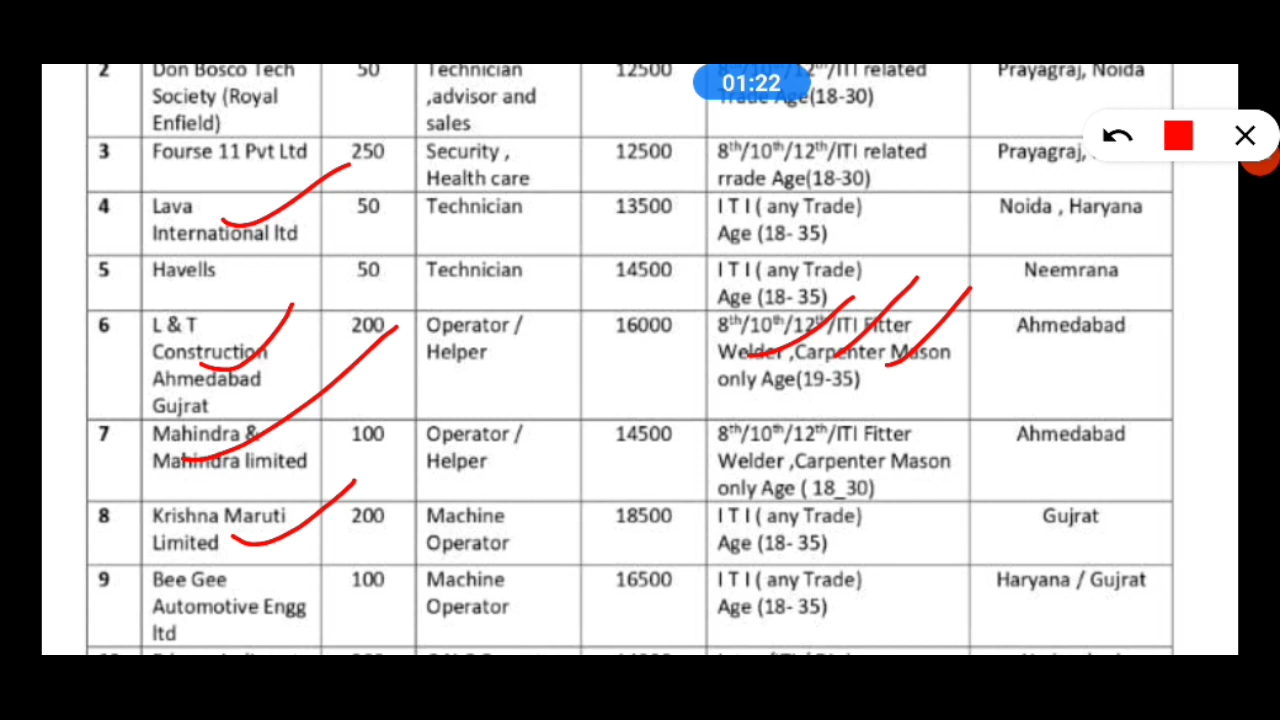 2 Don Bosco Tech 50 Technician 12500 8th/10th/12th/ITI related Prayagraj, Noida
Society (Royal ,advisor and Trade Age(18-30)
Enfield) sales
01:22
3 Fourse 11 Pvt Ltd 250 Security , 12500 8th/10th/12th/ITI related Prayagraj,
Health care rrade Age(18-30)
4 Lava 50 Technician 13500 I T I ( any Trade) Noida , Haryana
International ltd Age (18- 35)
5 Havells 50 Technician 14500 I T I ( any Trade) Neemrana
Age (18- 35)
6 L & T 200 Operator / 16000 8th/10th/12th/ITI Fitter Ahmedabad
Construction Helper Welder ,Carpenter Mason
Ahmedabad only Age(19-35)
Gujrat
7 Mahindra & 100 Operator / 14500 8th/10th/12th/ITI Fitter Ahmedabad
Mahindra limited Helper Welder ,Carpenter Mason
only Age ( 18_30)
8 Krishna Maruti 200 Machine 18500 I T I ( any Trade) Gujrat
Limited Operator Age (18- 35)
9 Bee Gee 100 Machine 16500 I T I ( any Trade) Haryana / Gujrat
Automotive Engg Operator Age (18- 35)
ltd